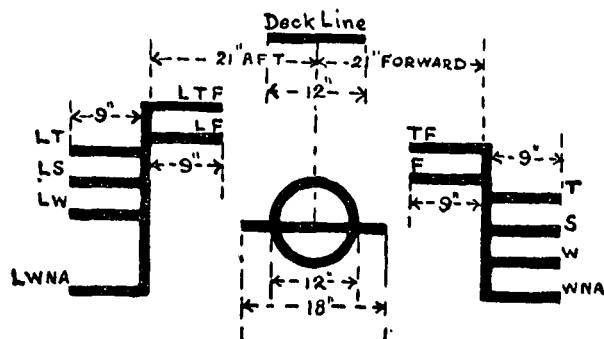 Deck Line
21" AFT 21" FORWARD
12"
LTF
LF
9"
9"
LT
LS
LW
LWNA
TF
F
9"
9"
T
S
W
WNA
12"
18"